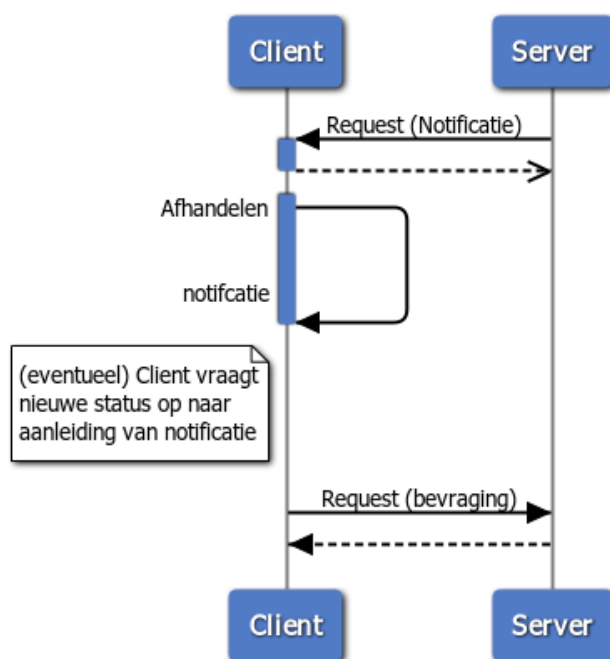 Client
Server
Request (Notificatie)
Afhandelen
notifcatie
(eventueel) Client vraagt
nieuwe status op naar
aanleiding van notificatie
Request (bevraging)
Client
Server